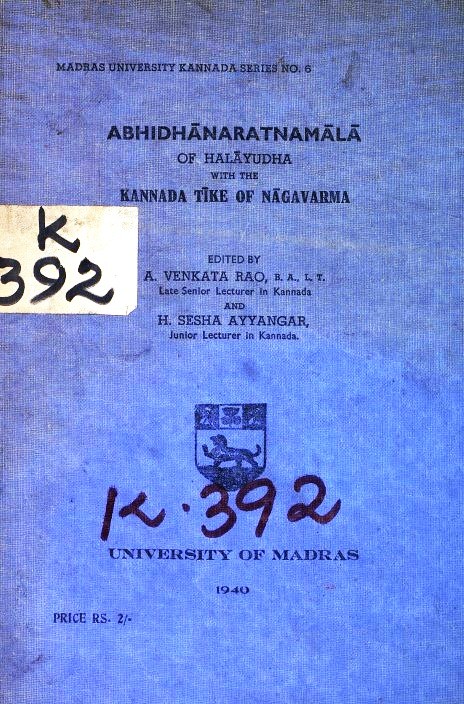 MADRAS UNIVERSITY KANNADA SERIES NO. 6
ABHIDHĀNARATNAMĀLĀ
OF HALĀYUDHA
WITH THE
KANNADA TĪKE OF NĀGAVARMA
K
392
EDITED BY
A. VENKATA RAO, B. A., L. T.
Late Senior Lecturer in Kannada
AND
H. SESHA AYYANGAR,
Junior Lecturer in Kannada.
K.392
UNIVERSITY OF MADRAS
1940
PRICE RS. 2/-